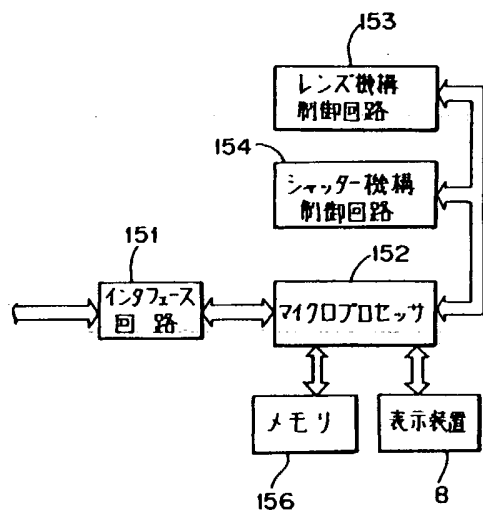 153
レンズ機構
制御回路
154
シャッター機構
制御回路
151
152
インタフェース
回路
マイクロプロセッサ
メモリ
表示装置
156
8